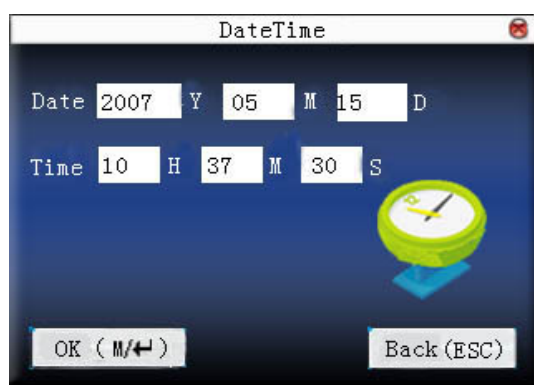 DateTime
Date 2007 Y 05 M 15 D
Time 10 H 37 M 30 S
OK (M/↵) Back(ESC)